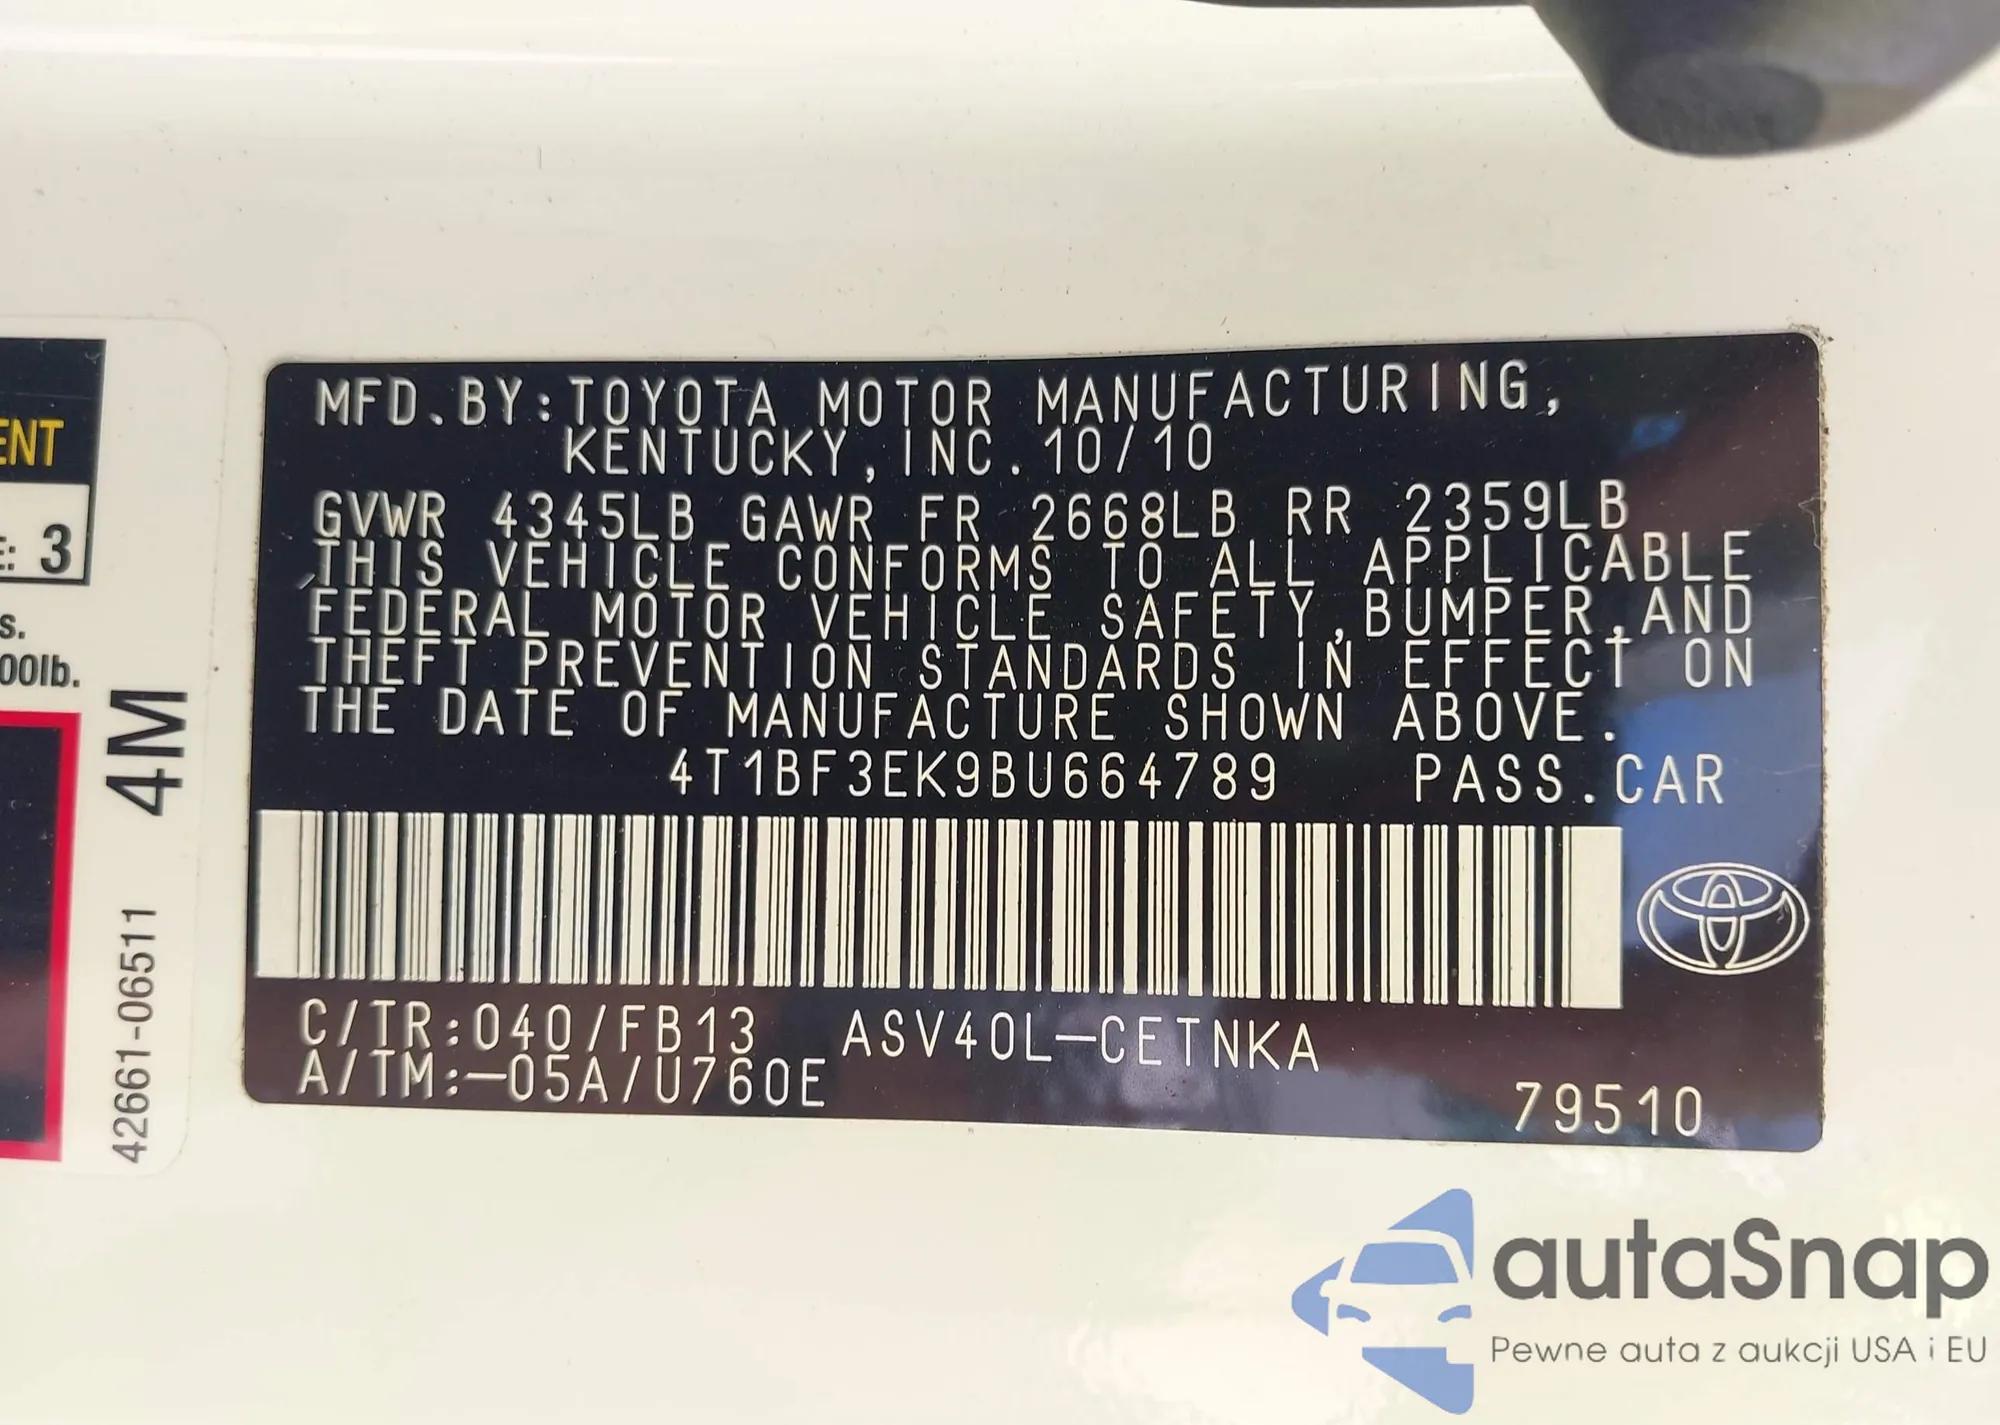 ENT
E: 3
s.
00lb.
4M
42661-06511
MFD.BY:TOYOTA MOTOR MANUFACTURING,
KENTUCKY,INC.10/10
GVWR 4345LB GAWR FR 2668LB RR 2359LB
THIS VEHICLE CONFORMS TO ALL APPLICABLE
FEDERAL MOTOR VEHICLE SAFETY,BUMPER,AND
THEFT PREVENTION STANDARDS IN EFFECT ON
THE DATE OF MANUFACTURE SHOWN ABOVE.
4T1BF3EK9BU664789 PASS.CAR
C/TR:040/FB13 ASV40L-CETNKA
A/TM:-05A/U760E
79510
autaSnap
Pewne auta z aukcji USA i EU